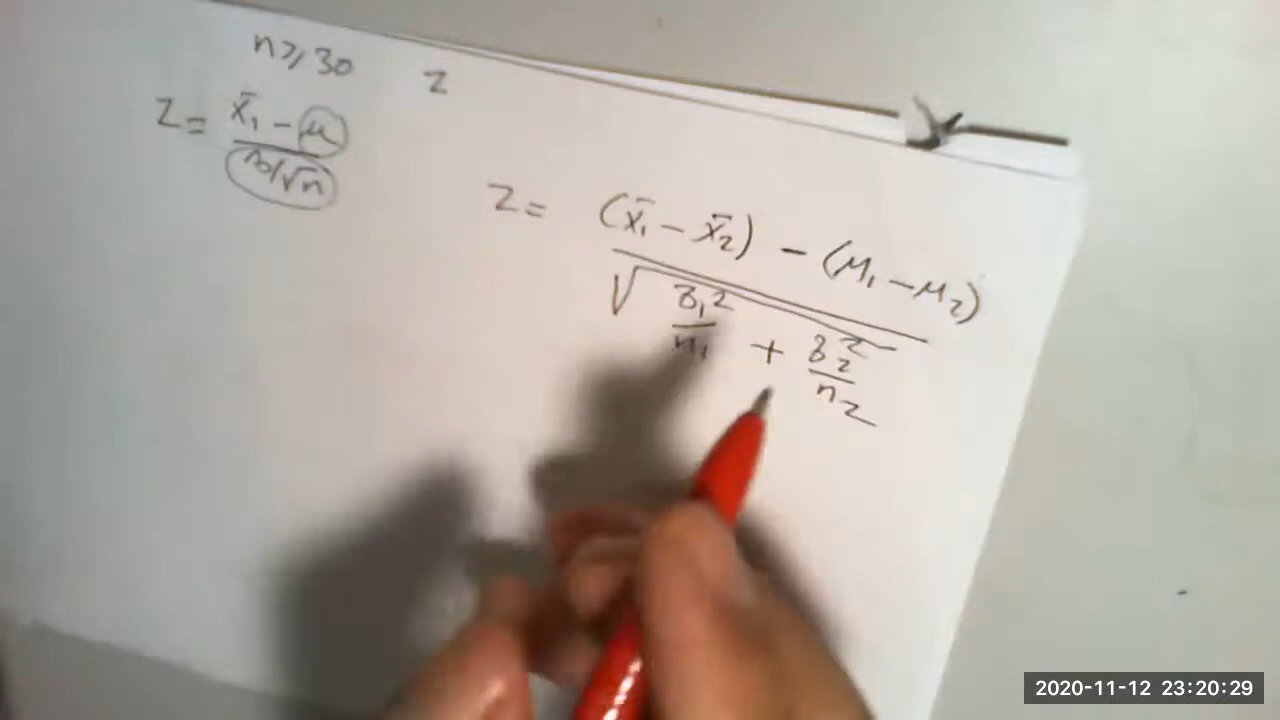 n ≥ 30 z
Z = x̄₁ - μ
σ/√n
Z = (x̄₁ - x̄₂) - (μ₁ - μ₂)
√ σ₁² + σ₂²
n₁ n₂
2020-11-12 23:20:29